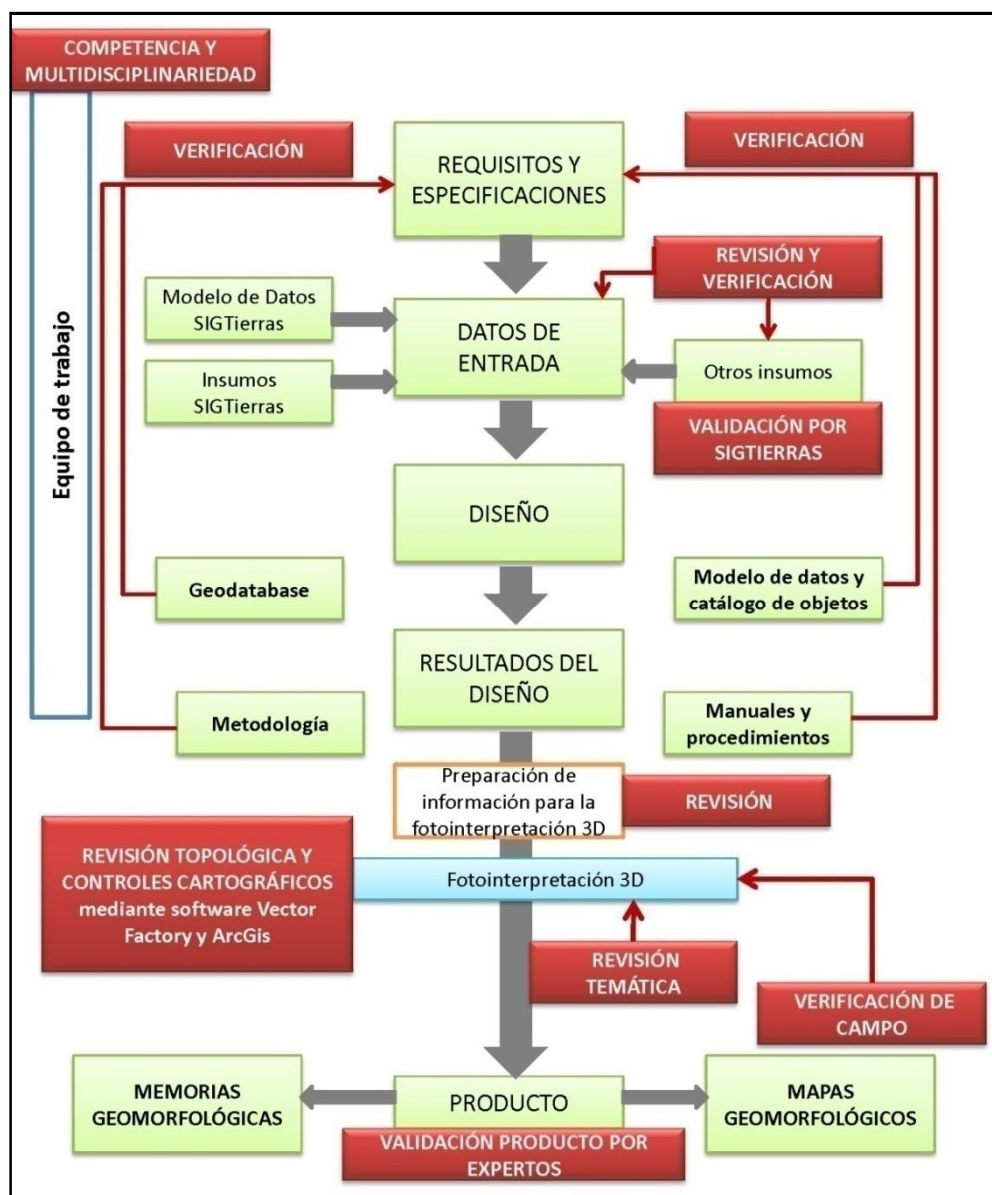 COMPETENCIA Y
MULTIDISCIPLINARIEDAD
VERIFICACIÓN
REQUISITOS Y
ESPECIFICACIONES
VERIFICACIÓN
REVISIÓN Y
VERIFICACIÓN
Modelo de Datos
SIGTierras
DATOS DE
ENTRADA
Insumos
SIGTierras
Otros insumos
VALIDACIÓN POR
SIGTIERRAS
Equipo de trabajo
DISEÑO
Geodatabase
Modelo de datos y
catálogo de objetos
RESULTADOS DEL
DISEÑO
Metodología
Manuales y
procedimientos
Preparación de
información para la
fotointerpretación 3D
REVISIÓN
REVISIÓN TOPOLÓGICA Y
CONTROLES CARTOGRÁFICOS
mediante software Vector
Factory y ArcGis
Fotointerpretación 3D
REVISIÓN
TEMÁTICA
VERIFICACIÓN DE
CAMPO
MEMORIAS
GEOMORFOLÓGICAS
PRODUCTO
MAPAS
GEOMORFOLÓGICOS
VALIDACIÓN PRODUCTO POR
EXPERTOS